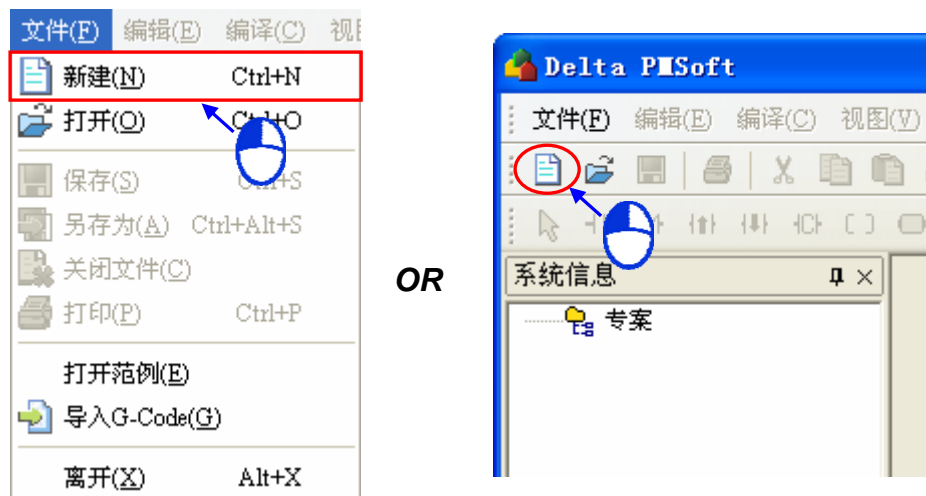 文件(F) 编辑(E) 编译(C)
新建(N) Ctrl+N
打开(O) Ctrl+O
保存(S) Ctrl+S
另存为(A) Ctrl+Alt+S
关闭文件(C)
打印(P) Ctrl+P
打开范例(E)
导入G-Code(G)
离开(X) Alt+X
OR
Delta PMSoft
文件(F) 编辑(E) 编译(C) 视图(V)
系统信息
专案